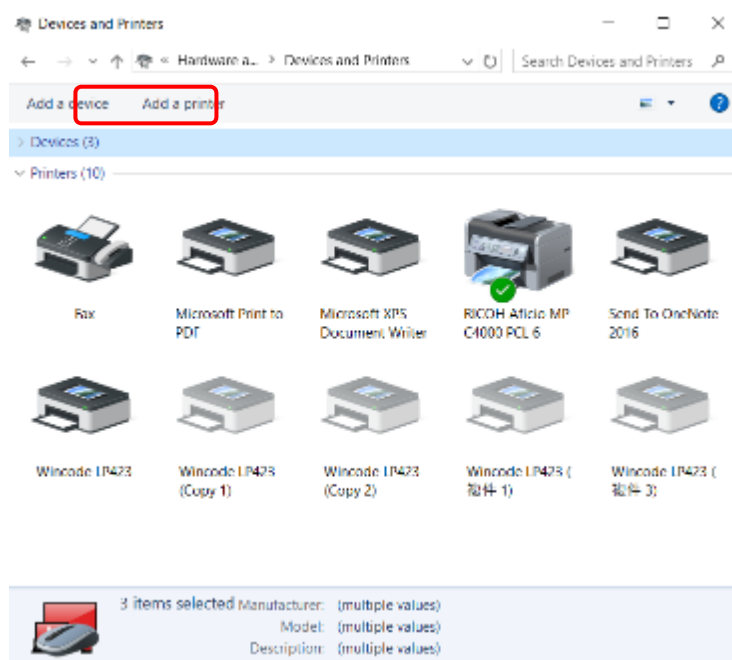 Devices and Printers
« Hardware a... > Devices and Printers
Search Devices and Printers
Add a device Add a printer
Devices (3)
Printers (10)
Fax
Microsoft Print to PDF
Microsoft XPS Document Writer
RICOH Aficio MP C4000 PCL 6
Send To OneNote 2016
Wincode LP423
Wincode LP423 (Copy 1)
Wincode LP423 (Copy 2)
Wincode LP423 (複件 1)
Wincode LP423 (複件 3)
3 items selected Manufacturer: (multiple values)
Model: (multiple values)
Description: (multiple values)